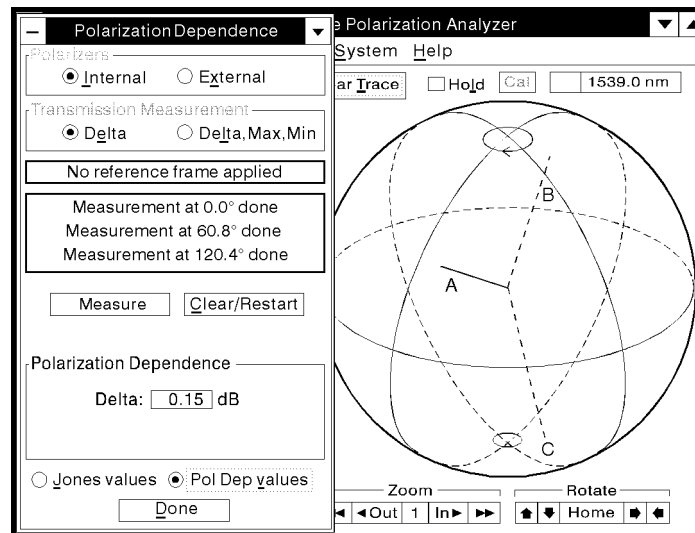 Polarization Dependence
Polarizers
Internal External
Transmission Measurement
Delta Delta,Max,Min
No reference frame applied
Measurement at 0.0° done
Measurement at 60.8° done
Measurement at 120.4° done
Measure Clear/Restart
Polarization Dependence
Delta: 0.15 dB
Jones values Pol Dep values
Done
e Polarization Analyzer
System Help
ar Trace Hold Cal 1539.0 nm
B
A
C
Zoom Rotate
Out 1 In Home